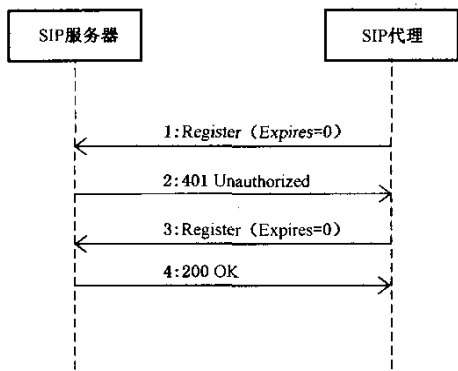 SIP服务器
SIP代理
1:Register（Expires=0）
2:401 Unauthorized
3:Register（Expires=0）
4:200 OK